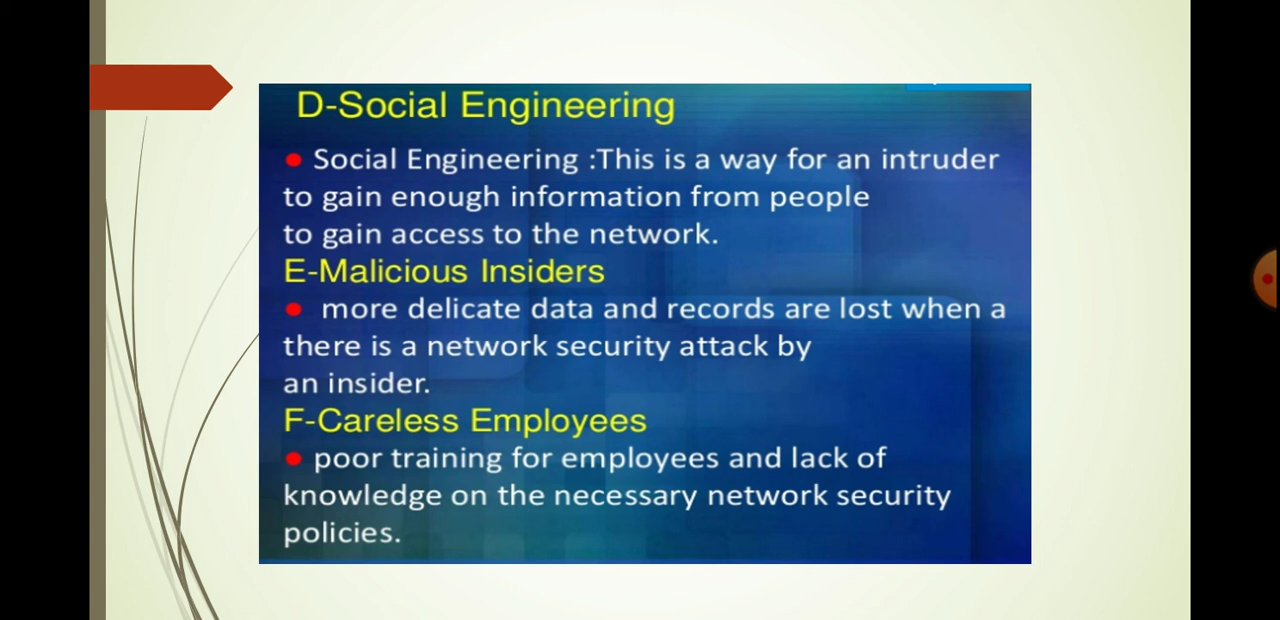 D-Social Engineering
● Social Engineering :This is a way for an intruder
to gain enough information from people
to gain access to the network.
E-Malicious Insiders
● more delicate data and records are lost when a
there is a network security attack by
an insider.
F-Careless Employees
● poor training for employees and lack of
knowledge on the necessary network security
policies.